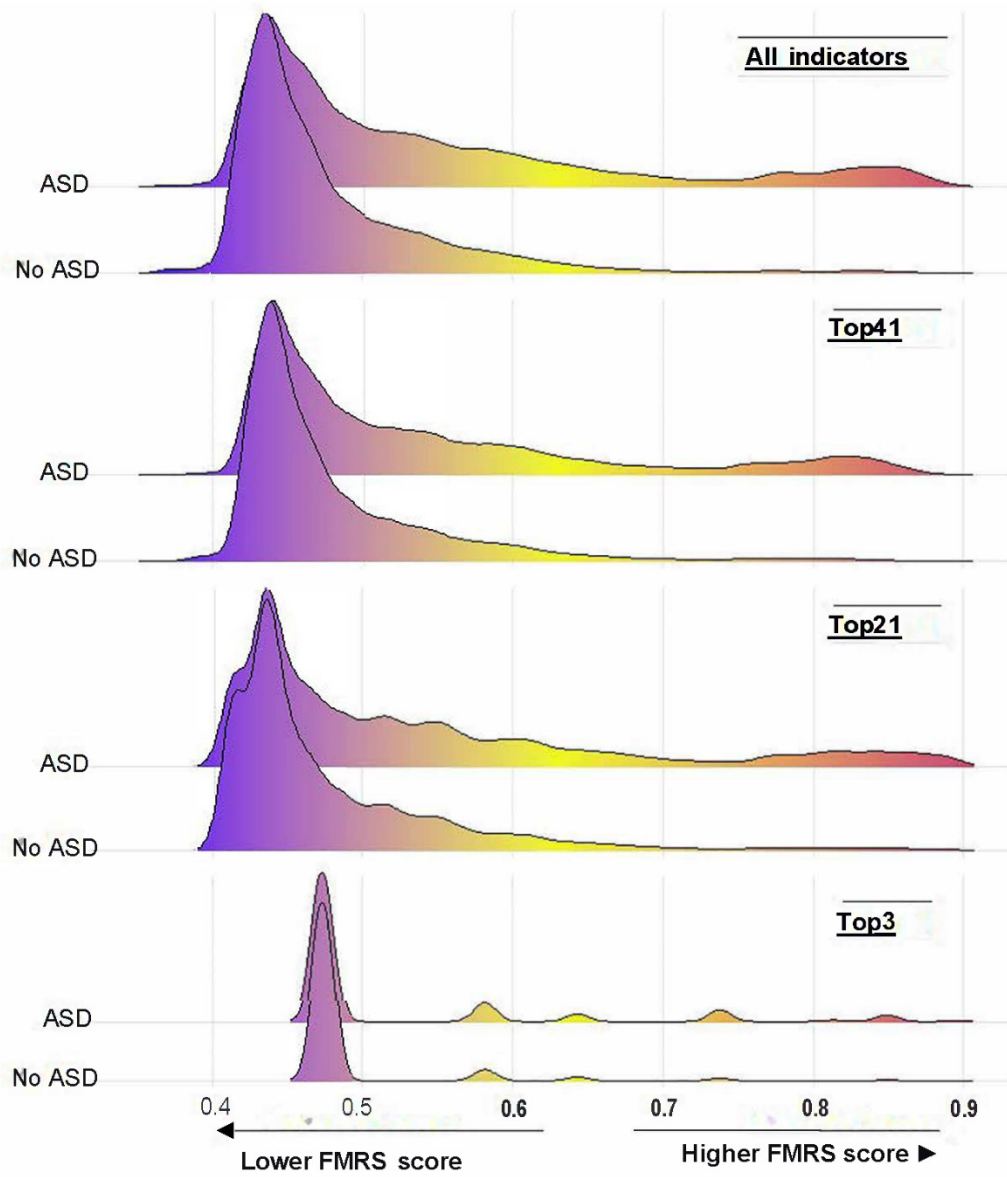 All indicators
ASD
No ASD
Top41
ASD
No ASD
Top21
ASD
No ASD
Top3
ASD
No ASD
0.4 0.5 0.6 0.7 0.8 0.9
Lower FMRS score Higher FMRS score